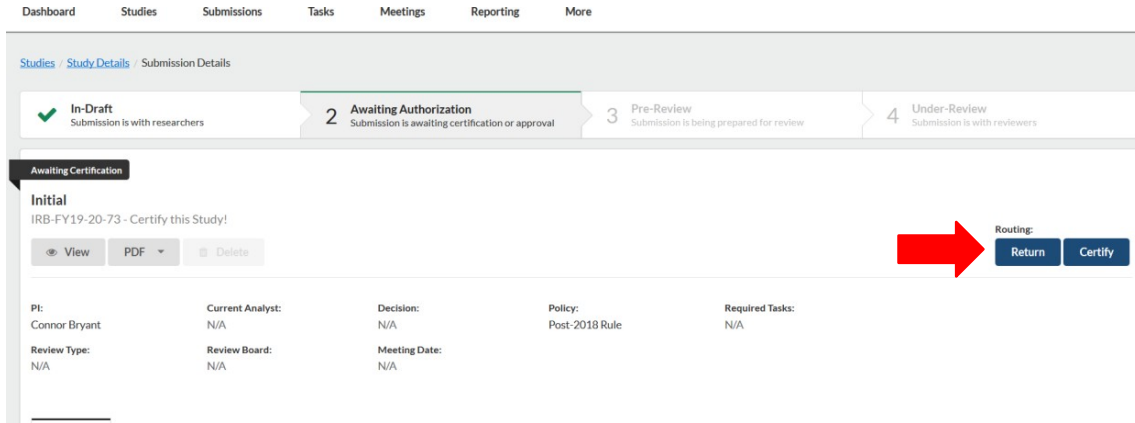 Dashboard Studies Submissions Tasks Meetings Reporting More
Studies / Study Details / Submission Details
In-Draft
Submission is with researchers
2 Awaiting Authorization
Submission is awaiting certification or approval
3 Pre-Review
Submission is being prepared for review
4 Under-Review
Submission is with reviewers
Awaiting Certification
Initial
IRB-FY19-20-73 - Certify this Study!
Routing:
View PDF Delete Return Certify
PI: Current Analyst: Decision: Policy: Required Tasks:
Connor Bryant N/A N/A Post-2018 Rule N/A
Review Type: Review Board: Meeting Date:
N/A N/A N/A